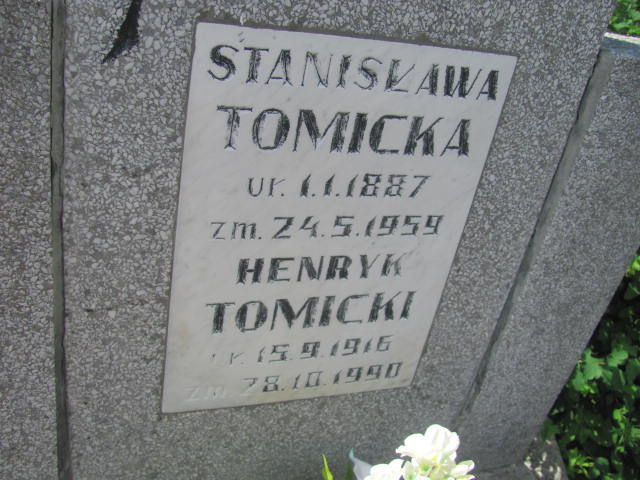 STANISŁAWA
TOMICKA
UR. 1.1.1887
ZM. 24.5.1959
HENRYK
TOMICKI
UR. 15.9.1916
ZM. 28.10.1990